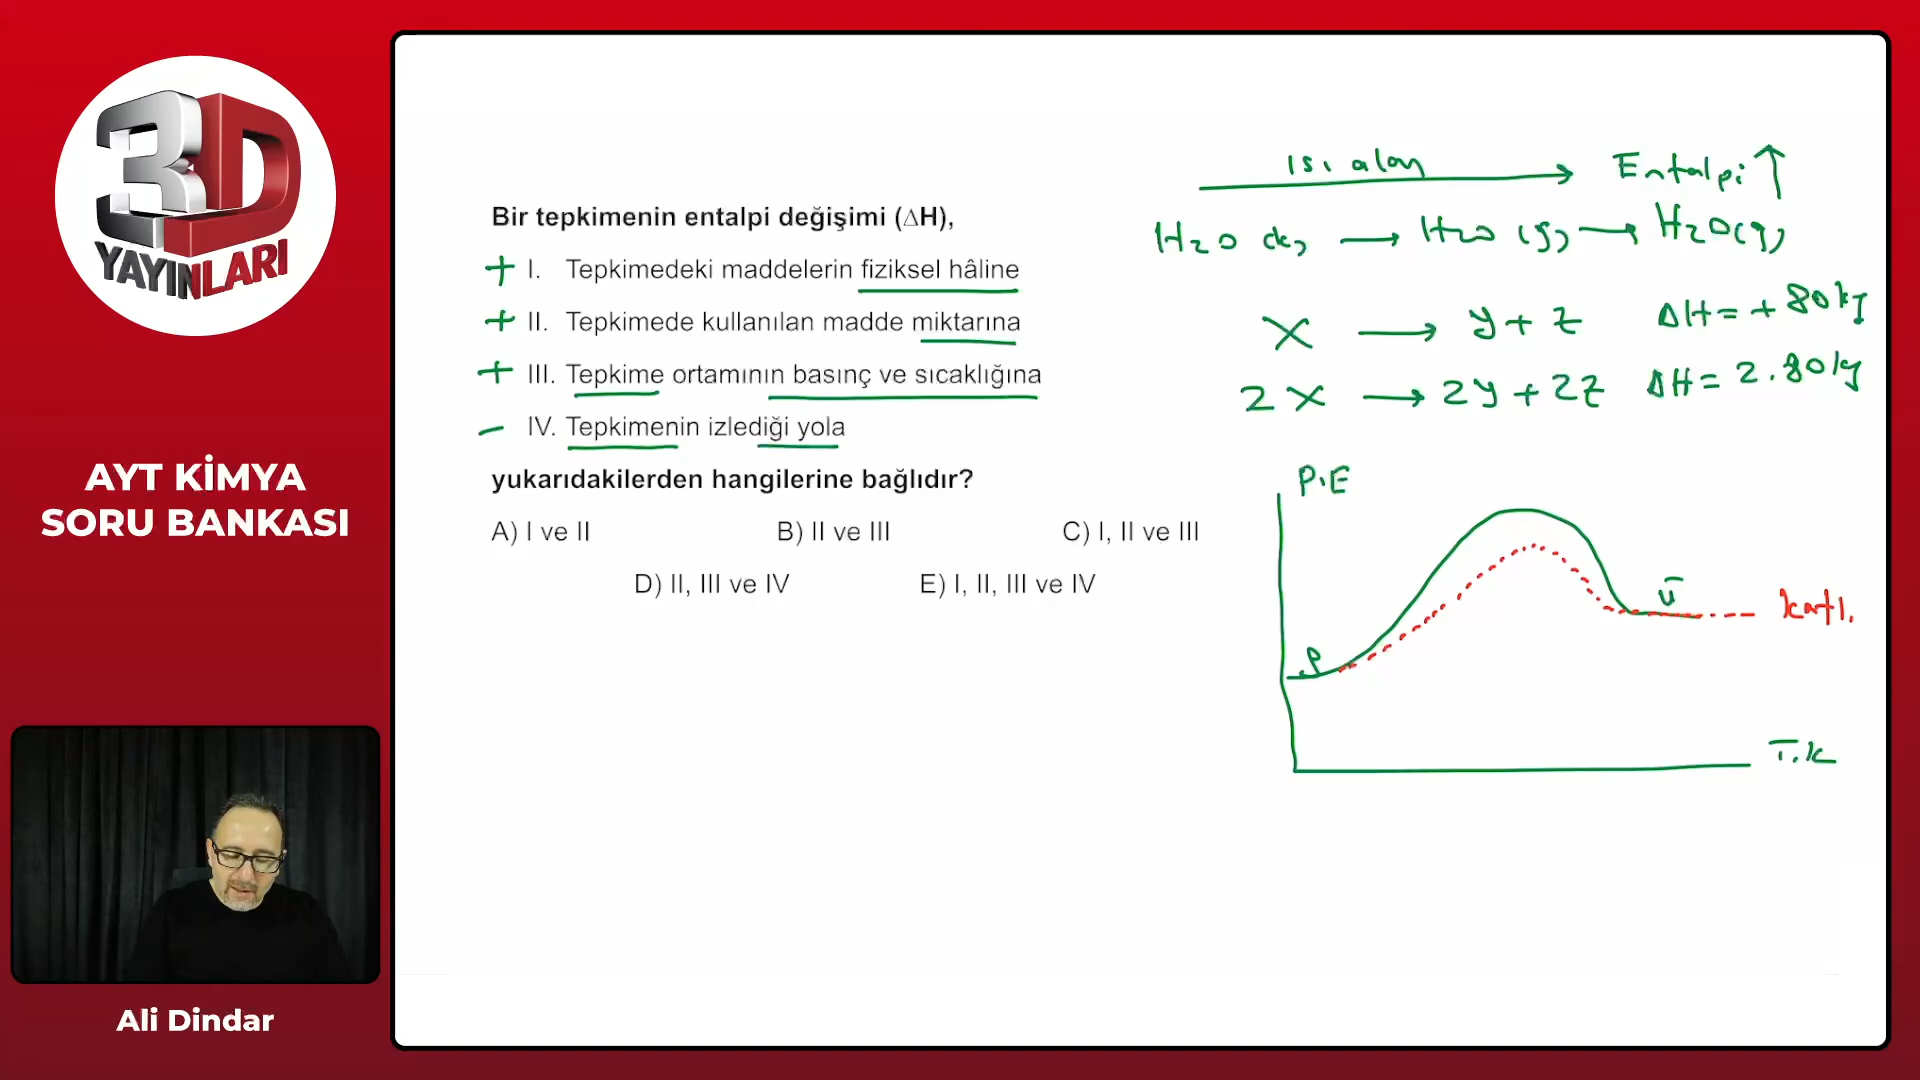 3D
YAYINLARI
AYT KİMYA
SORU BANKASI
Ali Dindar
Bir tepkimenin entalpi değişimi (ΔH),
+ I. Tepkimedeki maddelerin fiziksel hâline
+ II. Tepkimede kullanılan madde miktarına
+ III. Tepkime ortamının basınç ve sıcaklığına
- IV. Tepkimenin izlediği yola
yukarıdakilerden hangilerine bağlıdır?
A) I ve II B) II ve III C) I, II ve III
D) II, III ve IV E) I, II, III ve IV
ısı alan → Entalpi ↑
H₂O (k) → H₂O (s) → H₂O(g)
X → Y + Z ΔH = + 80 kJ
2X → 2Y + 2Z ΔH = 2.80 kJ
P.E
Ü
katl.
T.K